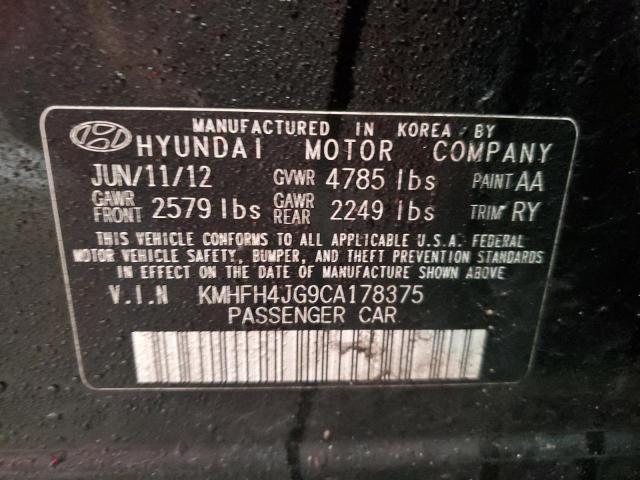 MANUFACTURED IN KOREA BY
HYUNDAI MOTOR COMPANY
JUN/11/12 GVWR 4785 lbs PAINT AA
GAWR FRONT 2579 lbs GAWR REAR 2249 lbs TRIM RY
THIS VEHICLE CONFORMS TO ALL APPLICABLE U.S.A. FEDERAL
MOTOR VEHICLE SAFETY, BUMPER, AND THEFT PREVENTION STANDARDS
IN EFFECT ON THE DATE OF MANUFACTURE SHOWN ABOVE.
V.I.N KMHFH4JG9CA178375
PASSENGER CAR